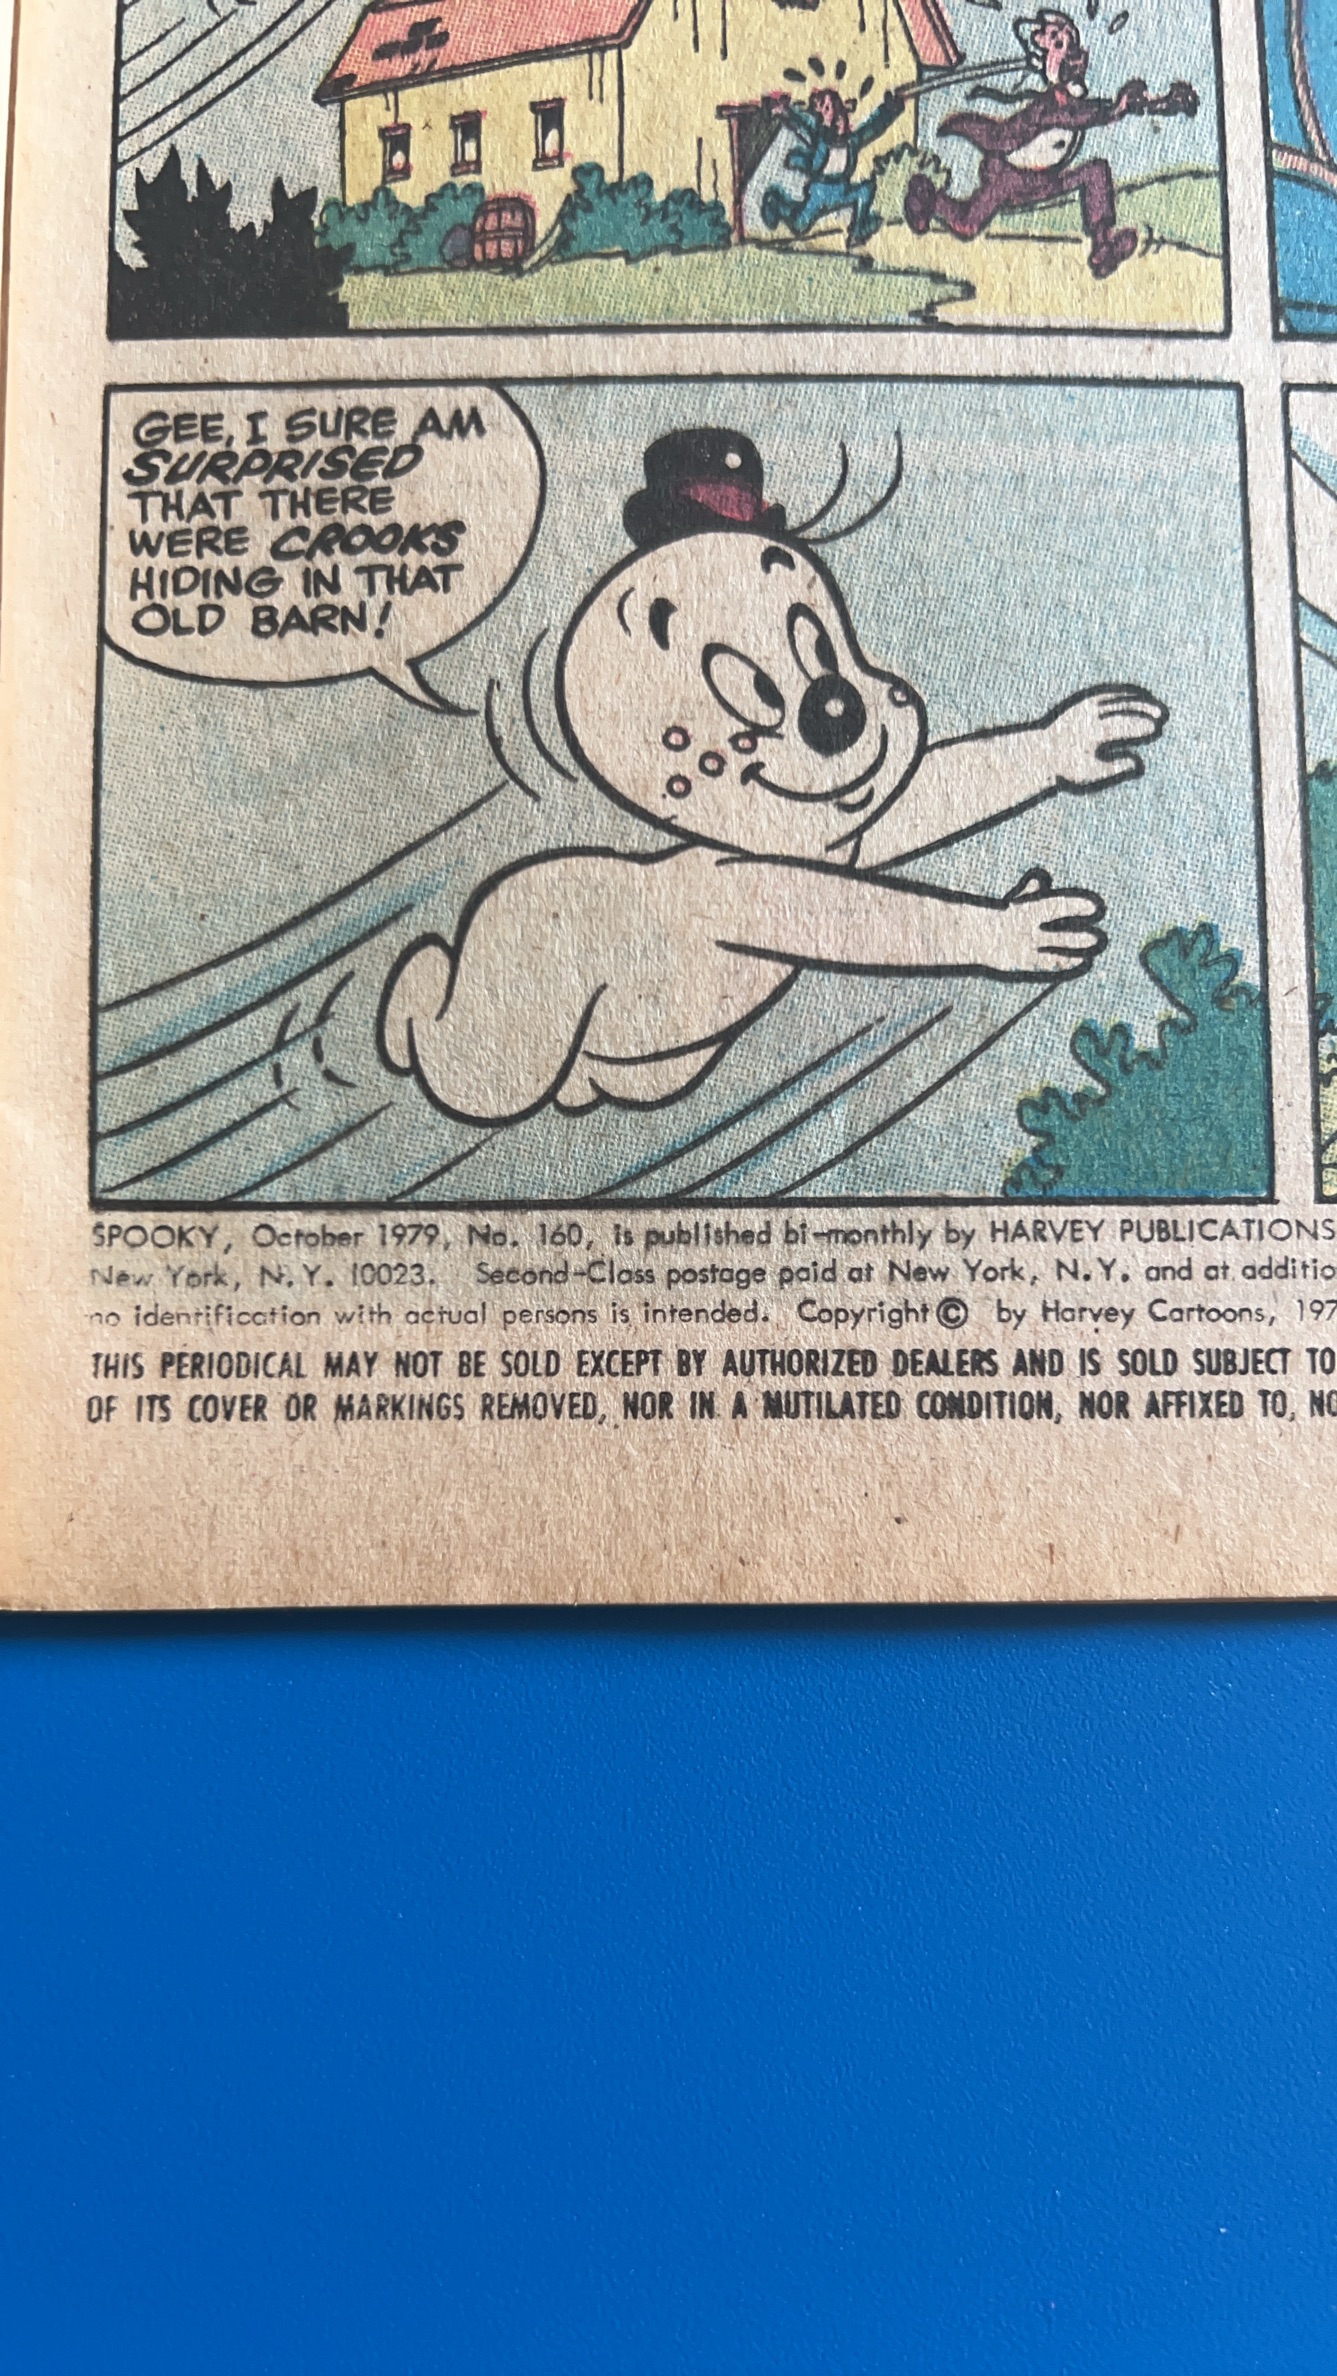 GEE, I SURE AM
SURPRISED
THAT THERE
WERE CROOKS
HIDING IN THAT
OLD BARN!
SPOOKY, October 1979, No. 160, is published bi-monthly by HARVEY PUBLICATIONS
New York, N.Y. 10023. Second-Class postage paid at New York, N.Y. and at additio
no identification with actual persons is intended. Copyright © by Harvey Cartoons, 197
THIS PERIODICAL MAY NOT BE SOLD EXCEPT BY AUTHORIZED DEALERS AND IS SOLD SUBJECT TO
OF ITS COVER OR MARKINGS REMOVED, NOR IN A MUTILATED CONDITION, NOR AFFIXED TO, NO